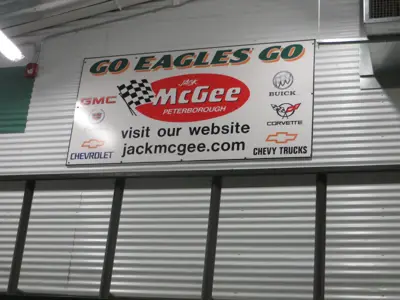 GO EAGLES GO
JACK
McGEE
PETERBOROUGH
GMC
BUICK
CORVETTE
visit our website
CHEVROLET
jackmcgee.com
CHEVY TRUCKS